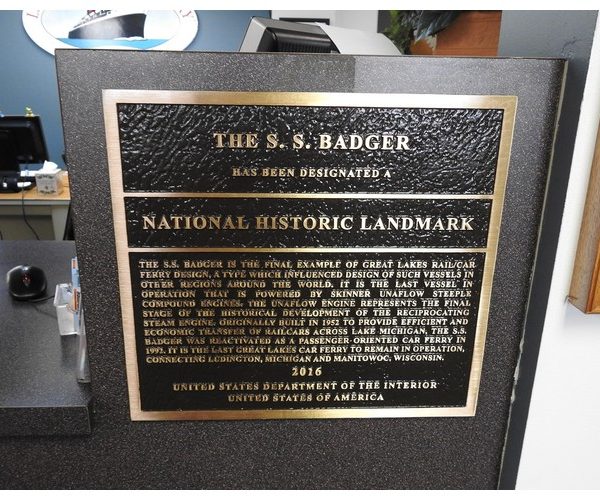 THE S. S. BADGER
HAS BEEN DESIGNATED A
NATIONAL HISTORIC LANDMARK
THE S.S. BADGER IS THE FINAL EXAMPLE OF GREAT LAKES RAIL/CAR
FERRY DESIGN, A TYPE WHICH INFLUENCED DESIGN OF SUCH VESSELS IN
OTHER REGIONS AROUND THE WORLD. IT IS THE LAST VESSEL IN
OPERATION THAT IS POWERED BY SKINNER UNAFLOW STEEPLE
COMPOUND ENGINES. THE UNAFLOW ENGINE REPRESENTS THE FINAL
STAGE OF THE HISTORICAL DEVELOPMENT OF THE RECIPROCATING
STEAM ENGINE. ORIGINALLY BUILT IN 1952 TO PROVIDE EFFICIENT AND
ECONOMIC TRANSFER OF RAILCARS ACROSS LAKE MICHIGAN, THE S.S.
BADGER WAS REACTIVATED AS A PASSENGER-ORIENTED CAR FERRY IN
1992. IT IS THE LAST GREAT LAKES CAR FERRY TO REMAIN IN OPERATION,
CONNECTING LUDINGTON, MICHIGAN AND MANITOWOC, WISCONSIN.
2016
UNITED STATES DEPARTMENT OF THE INTERIOR
UNITED STATES OF AMERICA